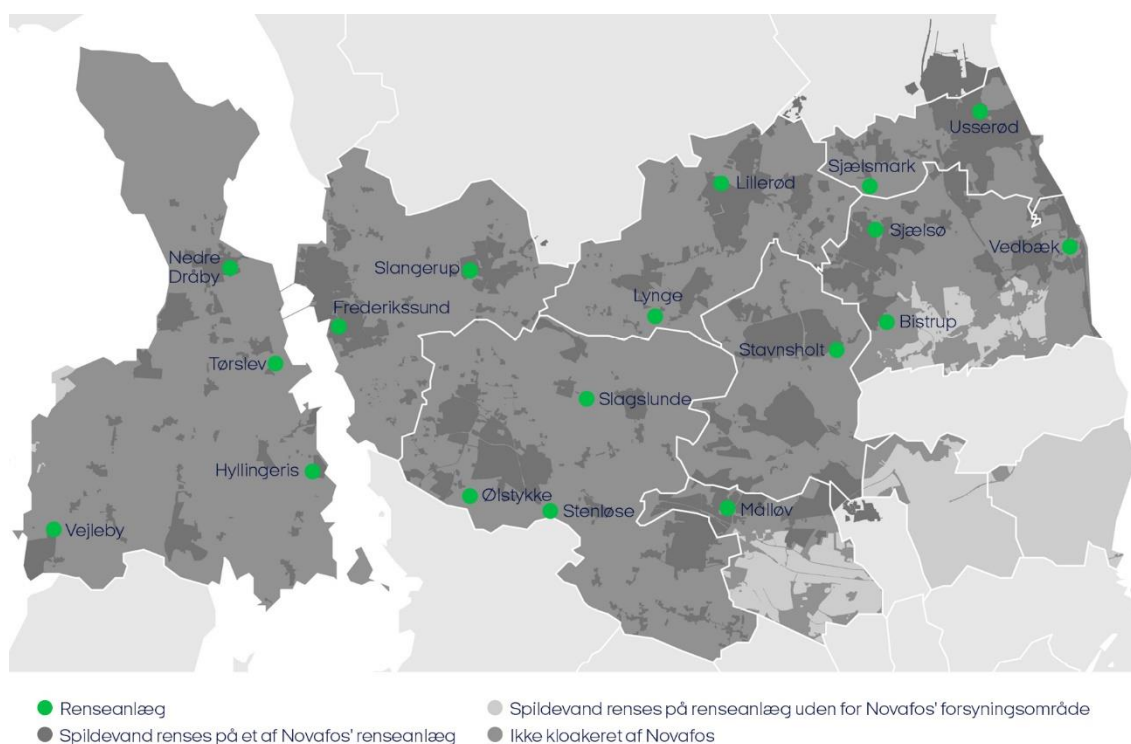 Usserød
Sjælsmark
Lillerød
Sjælsø
Vedbæk
Nedre
Dråby
Slangerup
Frederikssund
Lynge
Bistrup
Stavnsholt
Tørslev
Slagslunde
Hyllingeris
Ølstykke
Stenløse
Måløv
Vejleby
Renseanlæg
Spildevand renses på renseanlæg uden for Novafos' forsyningsområde
Spildevand renses på et af Novafos' renseanlæg
Ikke kloakeret af Novafos